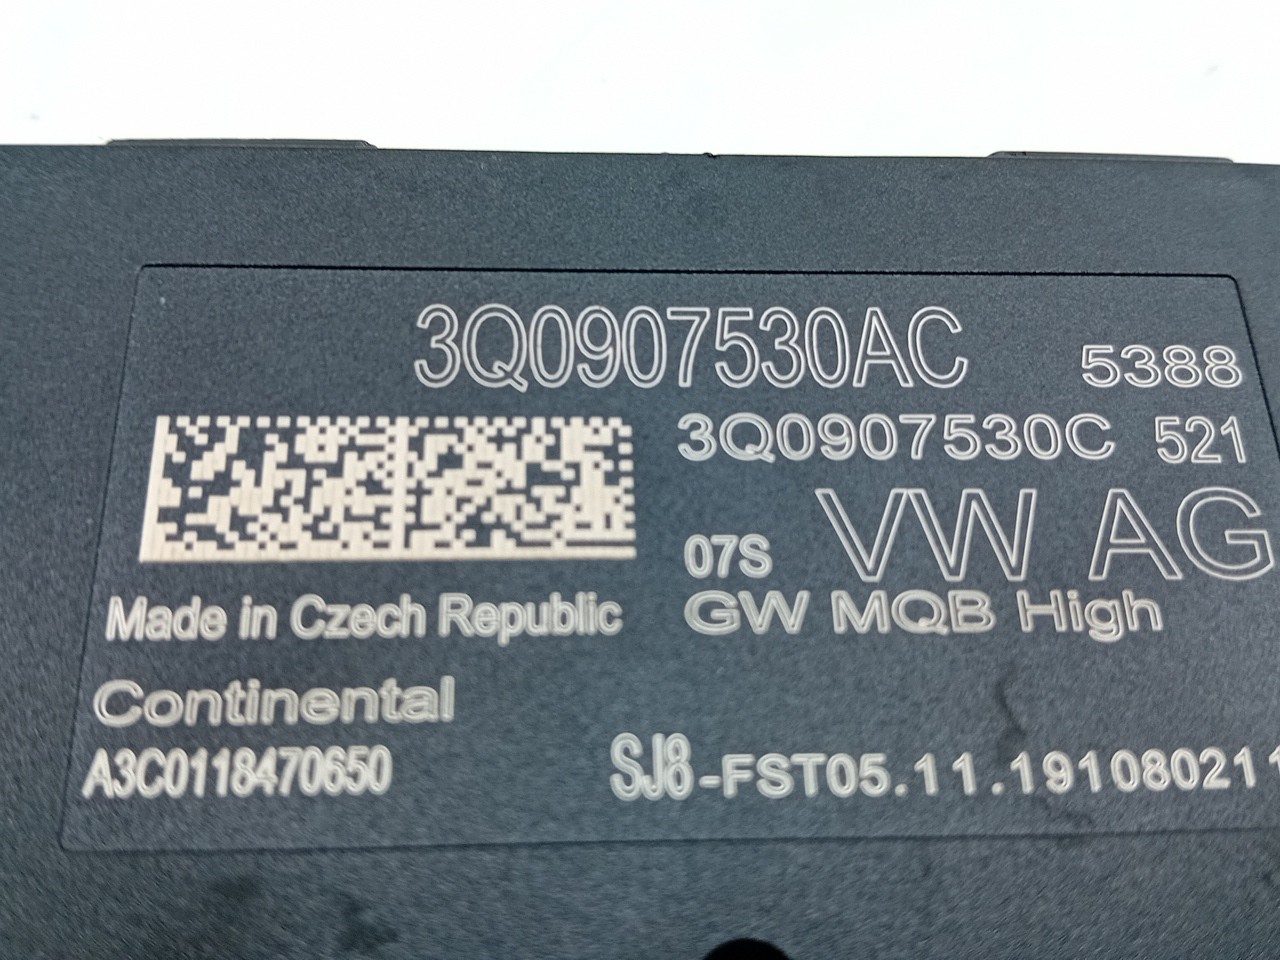 3Q0907530AC 5388
3Q0907530C 521
07S VW AG
GW MQB High
Made in Czech Republic
Continental
A3C0118470650
SJ8-FST05.11.191080211